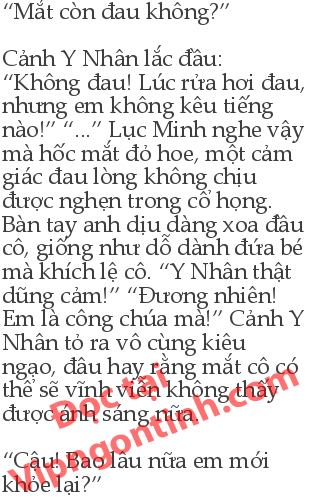 “Mắt còn đau không?”
Cảnh Y Nhân lắc đầu:
“Không đau! Lúc rửa hơi đau,
nhưng em không kêu tiếng
nào!” “...” Lục Minh nghe vậy
mà hốc mắt đỏ hoe, một cảm
giác đau lòng không chịu
được nghẹn trong cổ họng.
Bàn tay anh dịu dàng xoa đầu
cô, giống như dỗ dành đứa bé
mà khích lệ cô. “Y Nhân thật
dũng cảm!” “Đương nhiên!
Em là công chúa mà!” Cảnh Y
Nhân tỏ ra vô cùng kiêu
ngạo, đâu hay rằng mắt cô có
thể sẽ vĩnh viễn không thấy
được ánh sáng nữa.
“Cậu! Bao lâu nữa em mới
khỏe lại?”
Đọc tại
Vipngontinh.com